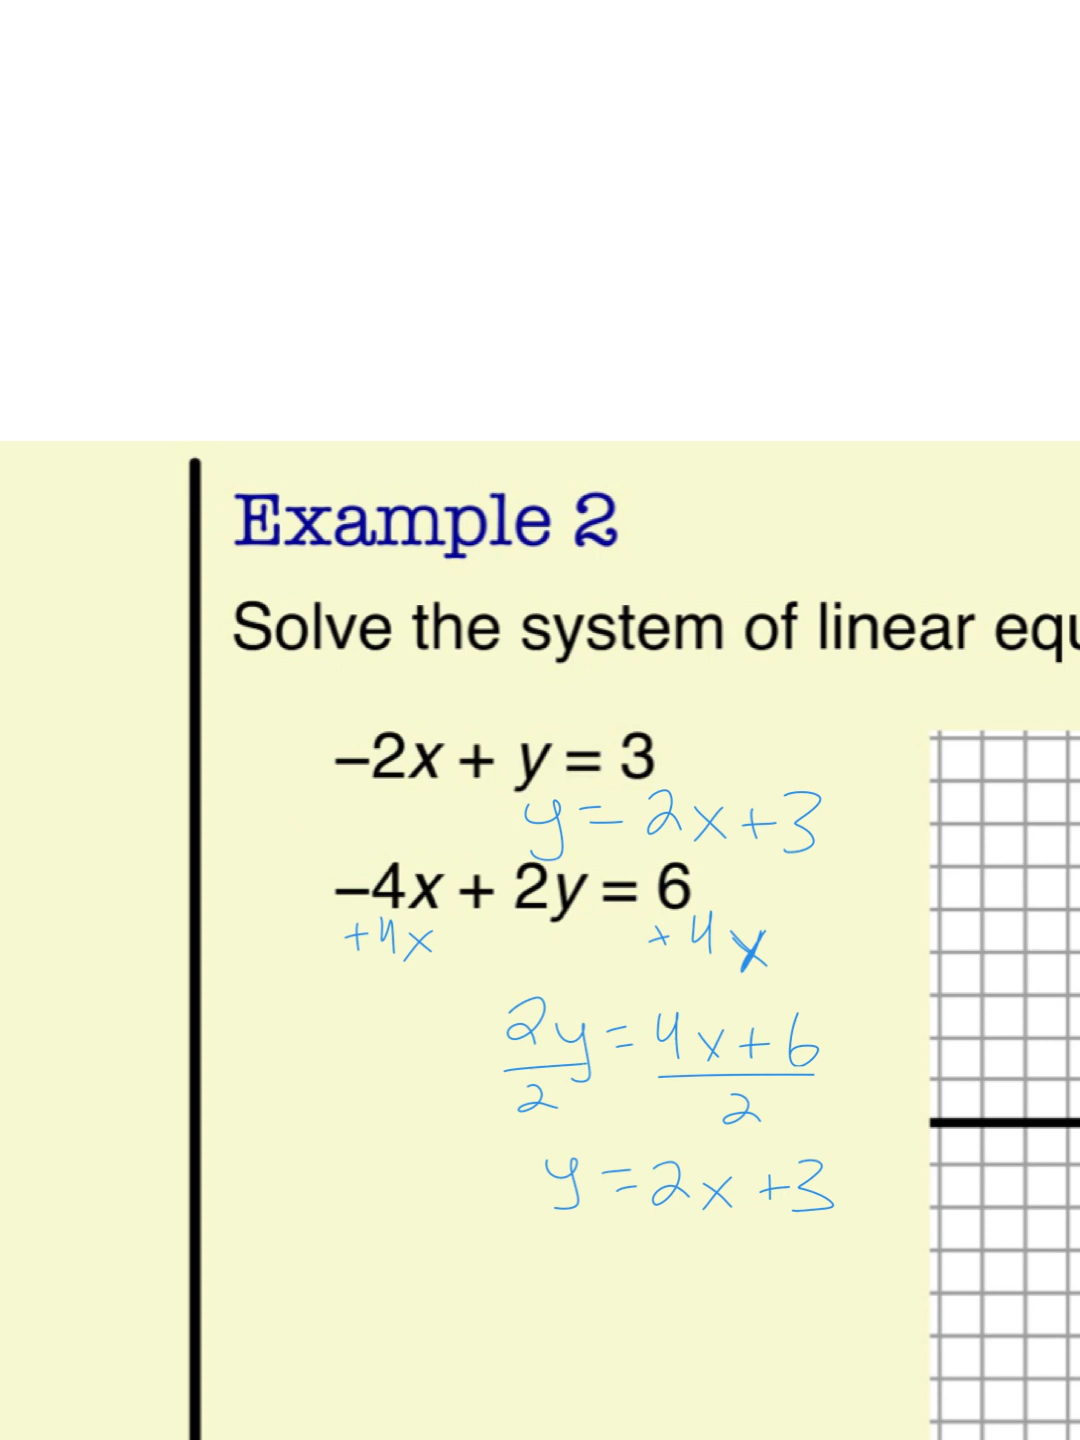 Example 2
Solve the system of linear
–2x + y = 3
y = 2x + 3
–4x + 2y = 6
+4x +4x
2y = 4x + 6
2 2
y = 2x + 3